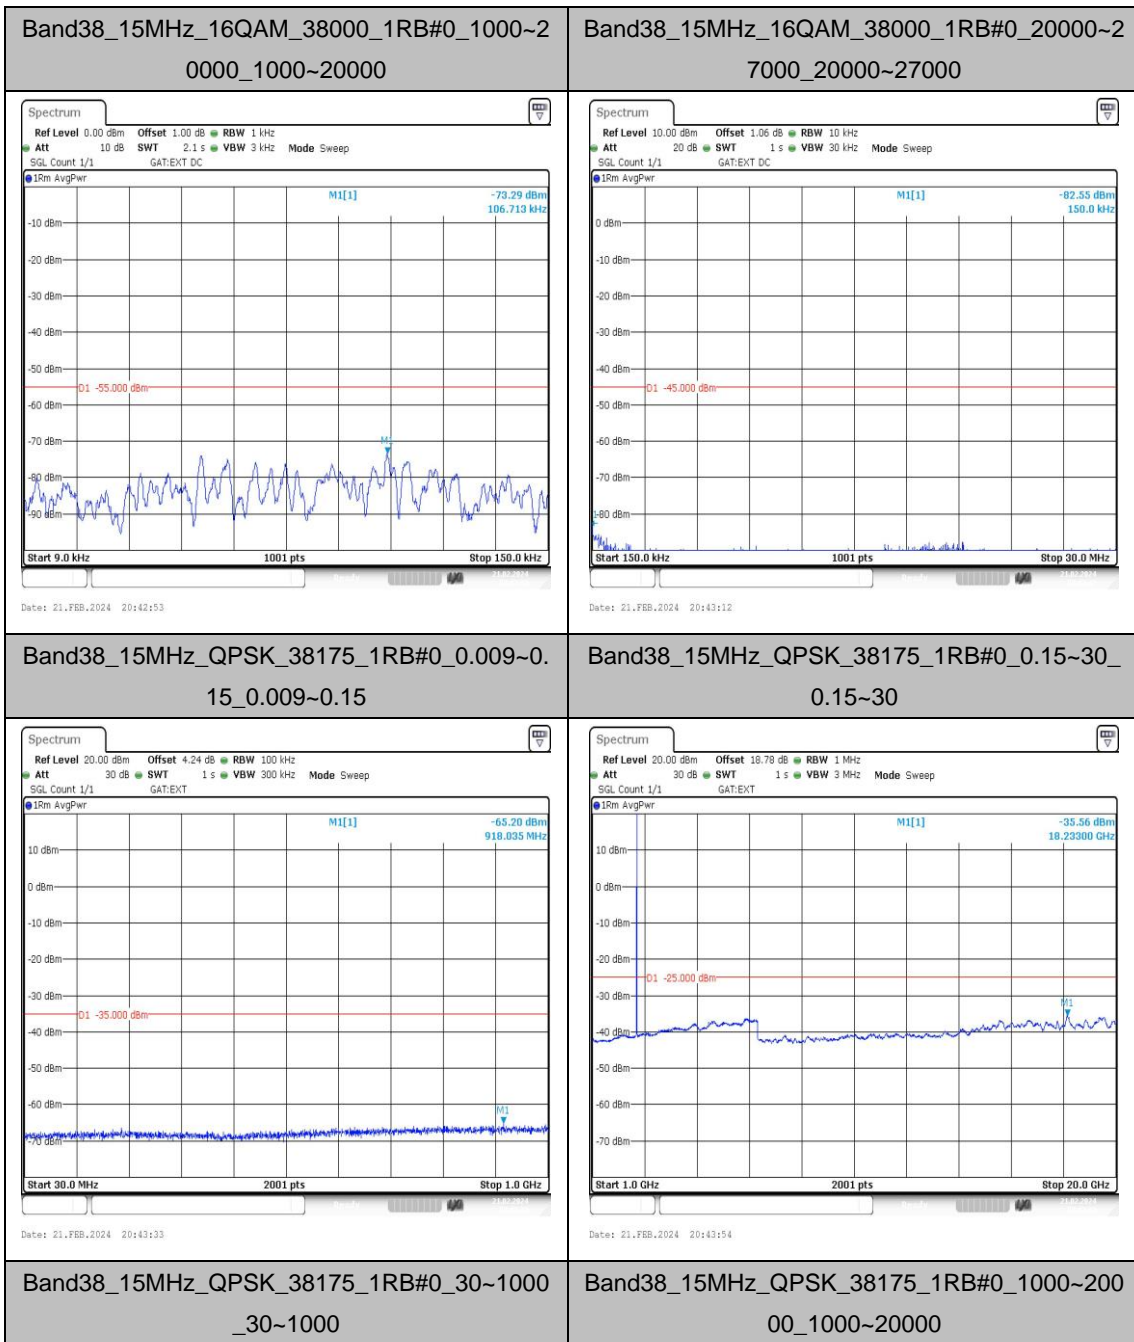 Band38_15MHz_16QAM_38000_1RB#0_1000~2
0000_1000~20000
Band38_15MHz_16QAM_38000_1RB#0_20000~2
7000_20000~27000
Spectrum
Ref Level 0.00 dBm Offset 1.00 dB RBW 1 kHz
Att 10 dB SWT 2.1 s VBW 3 kHz Mode Sweep
SGL Count 1/1 GAT:EXT DC
1Rm AvgPwr
M1[1] -73.29 dBm
106.713 kHz
-10 dBm
-20 dBm
-30 dBm
-40 dBm
-50 dBm
D1 -55.000 dBm
-60 dBm
-70 dBm
M1
-80 dBm
-90 dBm
Start 9.0 kHz 1001 pts Stop 150.0 kHz
Date: 21.FEB.2024 20:42:53
Spectrum
Ref Level 10.00 dBm Offset 1.06 dB RBW 10 kHz
Att 20 dB SWT 1 s VBW 30 kHz Mode Sweep
SGL Count 1/1 GAT:EXT DC
1Rm AvgPwr
M1[1] -82.55 dBm
150.0 kHz
0 dBm
-10 dBm
-20 dBm
-30 dBm
-40 dBm
D1 -45.000 dBm
-50 dBm
-60 dBm
-70 dBm
-80 dBm
Start 150.0 kHz 1001 pts Stop 30.0 MHz
Date: 21.FEB.2024 20:43:12
Band38_15MHz_QPSK_38175_1RB#0_0.009~0.
15_0.009~0.15
Band38_15MHz_QPSK_38175_1RB#0_0.15~30_
0.15~30
Spectrum
Ref Level 20.00 dBm Offset 4.24 dB RBW 100 kHz
Att 30 dB SWT 1 s VBW 300 kHz Mode Sweep
SGL Count 1/1 GAT:EXT
1Rm AvgPwr
M1[1] -65.20 dBm
918.035 MHz
10 dBm
0 dBm
-10 dBm
-20 dBm
-30 dBm
D1 -35.000 dBm
-40 dBm
-50 dBm
-60 dBm
M1
-70 dBm
Start 30.0 MHz 2001 pts Stop 1.0 GHz
Date: 21.FEB.2024 20:43:33
Spectrum
Ref Level 20.00 dBm Offset 18.78 dB RBW 1 MHz
Att 30 dB SWT 1 s VBW 3 MHz Mode Sweep
SGL Count 1/1 GAT:EXT
1Rm AvgPwr
M1[1] -35.56 dBm
18.23300 GHz
10 dBm
0 dBm
-10 dBm
-20 dBm
D1 -25.000 dBm
-30 dBm
M1
-40 dBm
-50 dBm
-60 dBm
-70 dBm
Start 1.0 GHz 2001 pts Stop 20.0 GHz
Date: 21.FEB.2024 20:43:54
Band38_15MHz_QPSK_38175_1RB#0_30~1000
_30~1000
Band38_15MHz_QPSK_38175_1RB#0_1000~200
00_1000~20000